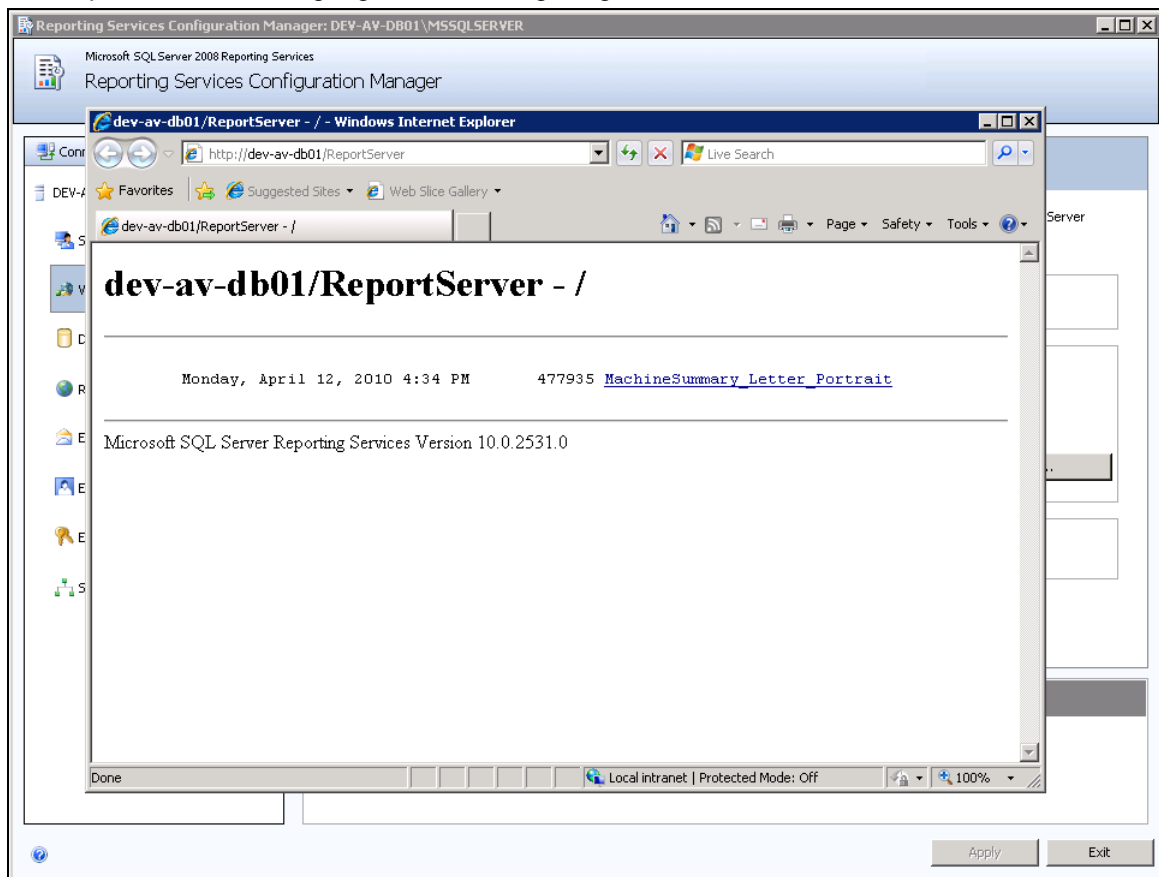 Reporting Services Configuration Manager: DEV-AV-DB01\MSSQLSERVER
Microsoft SQL Server 2008 Reporting Services
Reporting Services Configuration Manager
dev-av-db01/ReportServer - / - Windows Internet Explorer
Conn
http://dev-av-db01/ReportServer
Live Search
DEV-A
Favorites
Suggested Sites
Web Slice Gallery
dev-av-db01/ReportServer - /
Page
Safety
Tools
Server
S
dev-av-db01/ReportServer - /
V
D
Monday, April 12, 2010 4:34 PM 477935 MachineSummary_Letter_Portrait
R
E
Microsoft SQL Server Reporting Services Version 10.0.2531.0
..
E
E
S
Done
Local intranet | Protected Mode: Off
100%
Apply
Exit